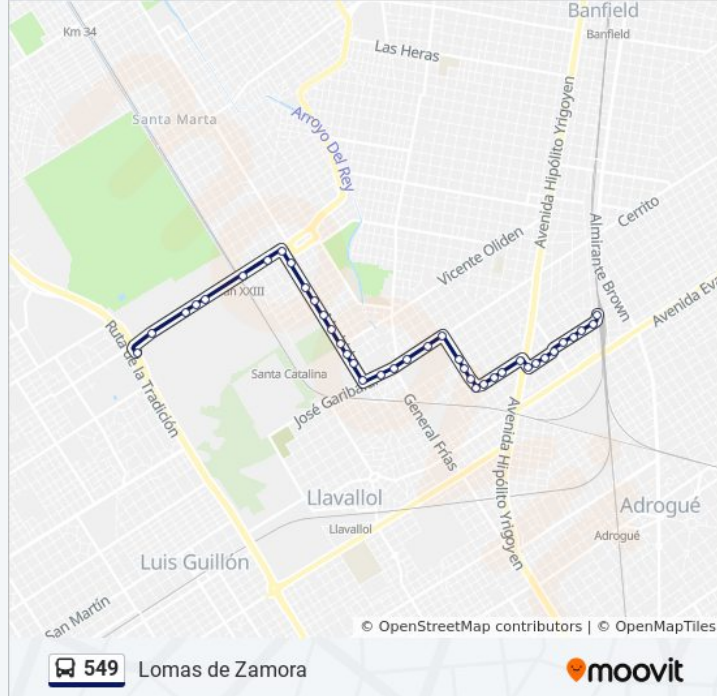 Banfield
Banfield
Km 34
Las Heras
Santa Marta
Arroyo Del Rey
Avenida Hipólito Yrigoyen
Cerrito
Vicente Oliden
Almirante Brown
Avenida Eva
XXIII
Ruta de la Tradición
Santa Catalina
José Garibaldi
General Frías
Avenida Hipólito Yrigoyen
Llavallol
Llavallol
Adrogué
Adrogué
Luis Guillón
San Martín
© OpenStreetMap contributors | © OpenMapTiles
549 Lomas de Zamora
moovit